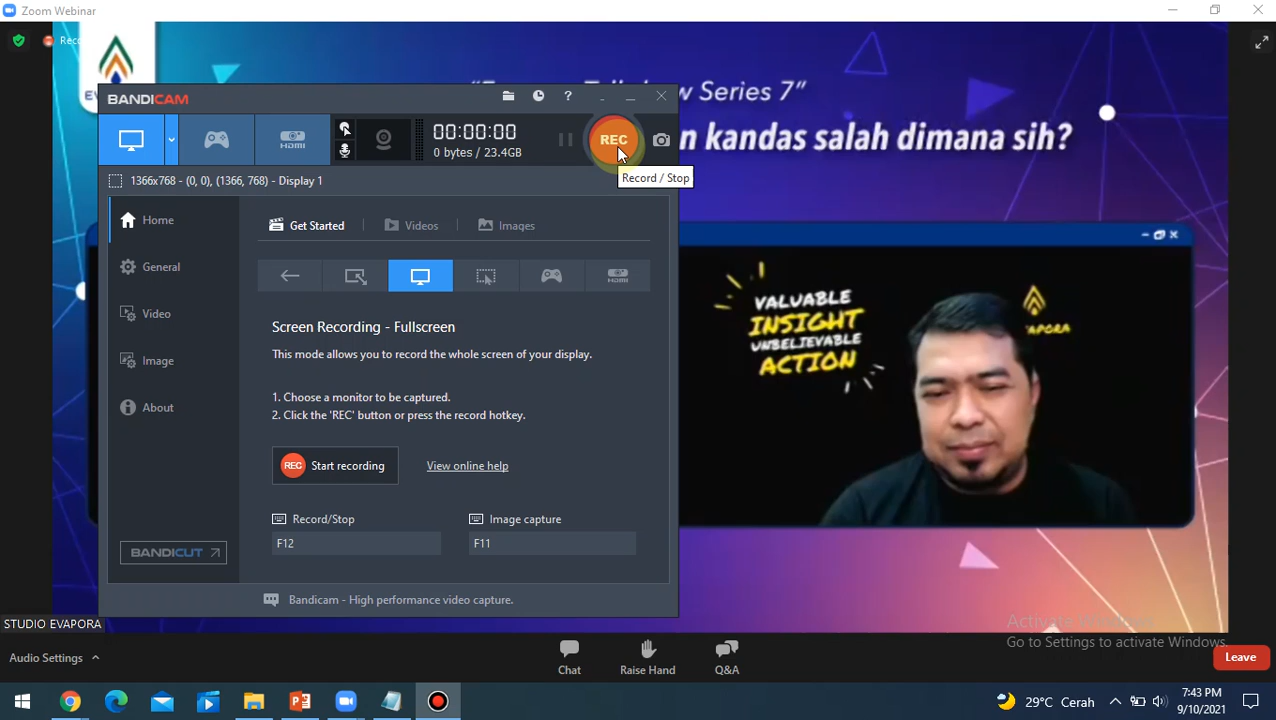 Zoom Webinar
Rec
"
Series 7"
n kandas salah dimana sih?
BANDICAM
?
HDMI
00:00:00
0 bytes / 23.4GB
REC
Record / Stop
1366x768 - (0, 0), (1366, 768) - Display 1
Home
General
Video
Image
About
BANDICUT
Get Started
Videos
Images
HDMI
Screen Recording - Fullscreen
This mode allows you to record the whole screen of your display.
1. Choose a monitor to be captured.
2. Click the 'REC' button or press the record hotkey.
REC Start recording
View online help
Record/Stop
Image capture
F12
F11
Bandicam - High performance video capture.
VALUABLE
INSIGHT
UNBELIEVABLE
ACTION
STUDIO EVAPORA
Activate Windows
Go to Settings to activate Windows.
Audio Settings
Chat
Raise Hand
Q&A
Leave
29°C Cerah
7:43 PM
9/10/2021